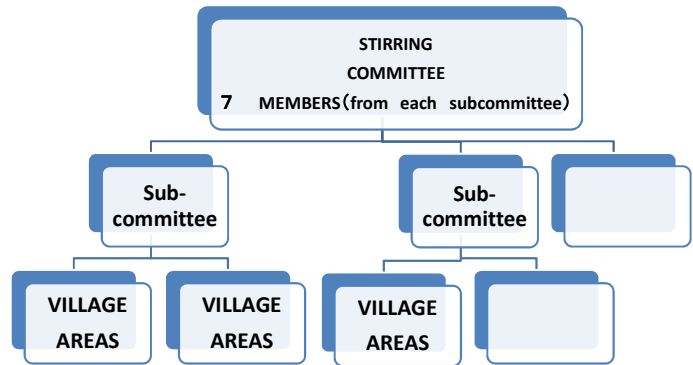 STIRRING
COMMITTEE
7 MEMBERS(from each subcommittee)
Sub-
committee
Sub-
committee
VILLAGE
AREAS
VILLAGE
AREAS
VILLAGE
AREAS